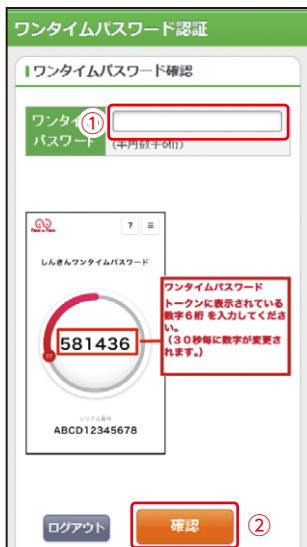 ワンタイムパスワード認証
ワンタイムパスワード確認
ワンタイム
①
パスワード
(半角数字6桁)
Face to Face
? ≡
しんきんワンタイムパスワード
581436
シリアル番号
ABCD12345678
ワンタイムパスワード
トークンに表示されている
数字6桁 を入力してくださ
い。
(30秒毎に数字が変更さ
れます。)
ログアウト
確認
②